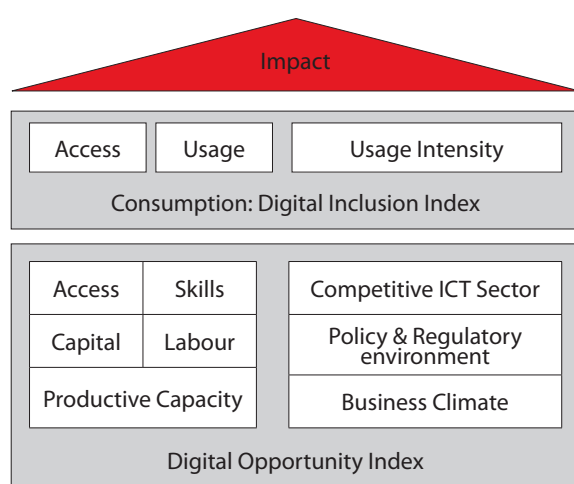 Impact
Access
Usage
Usage Intensity
Consumption: Digital Inclusion Index
Access
Skills
Capital
Labour
Productive Capacity
Competitive ICT Sector
Policy & Regulatory
environment
Business Climate
Digital Opportunity Index